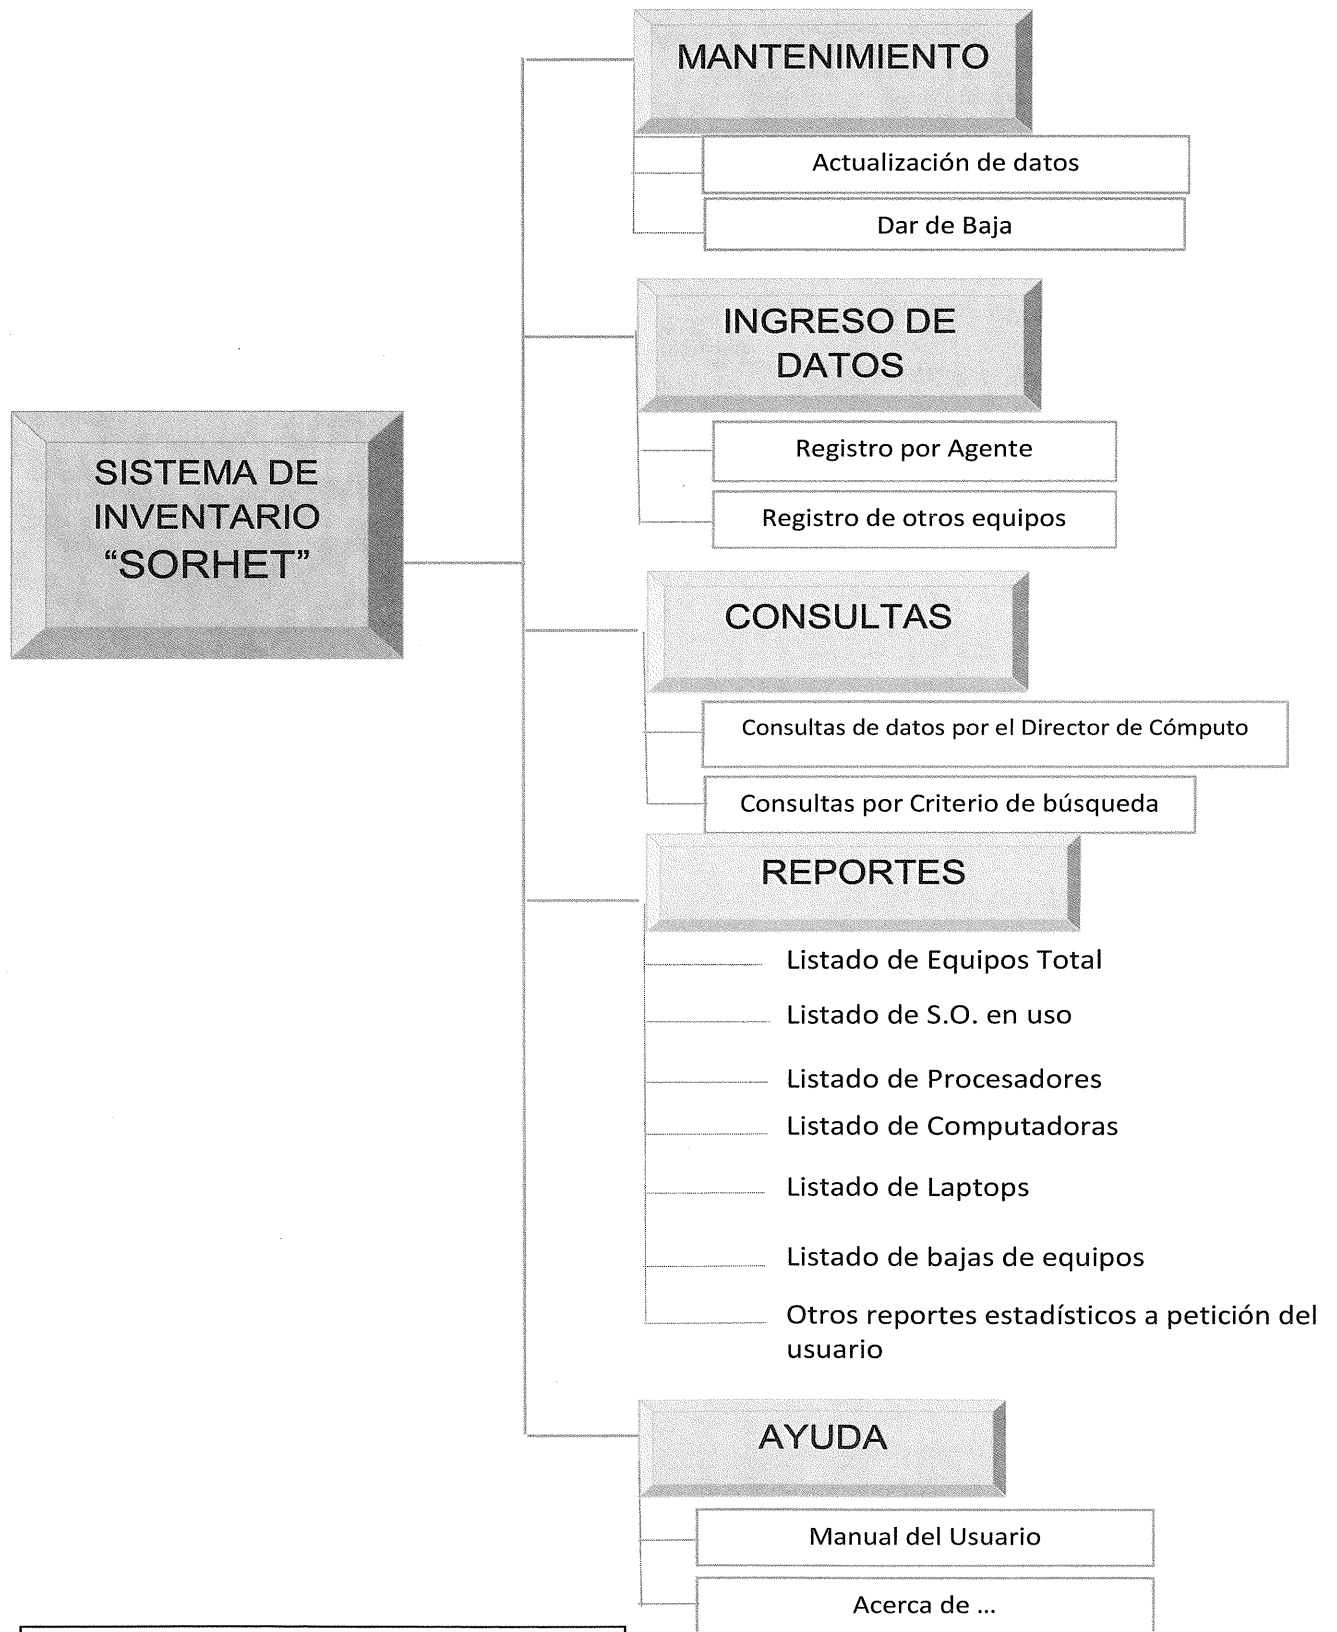 MANTENIMIENTO
Actualización de datos
Dar de Baja
INGRESO DE
DATOS
Registro por Agente
Registro de otros equipos
SISTEMA DE
INVENTARIO
“SORHET”
CONSULTAS
Consultas de datos por el Director de Cómputo
Consultas por Criterio de búsqueda
REPORTES
Listado de Equipos Total
Listado de S.O. en uso
Listado de Procesadores
Listado de Computadoras
Listado de Laptops
Listado de bajas de equipos
Otros reportes estadísticos a petición del
usuario
AYUDA
Manual del Usuario
Acerca de ...